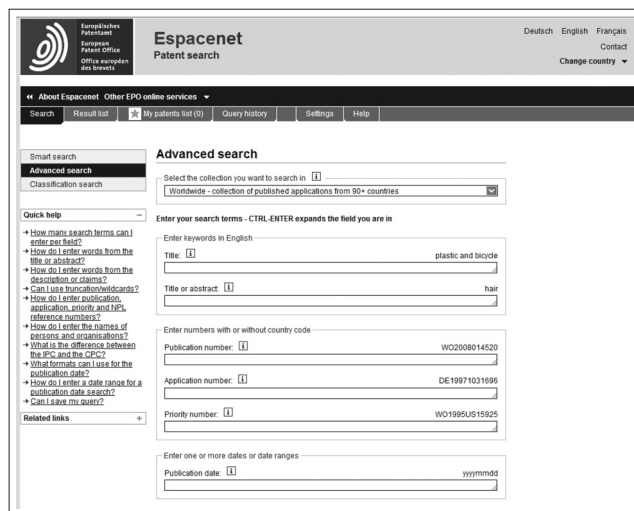 Europäisches
Patentamt
European
Patent Office
Office européen
des brevets
Espacenet
Patent search
Deutsch English Français
Contact
Change country
About Espacenet Other EPO online services
Search Result list My patents list (0) Query history Settings Help
Smart search
Advanced search
Classification search
Quick help −
→ How many search terms can I
enter per field?
→ How do I enter words from the
title or abstract?
→ How do I enter words from the
description or claims?
→ Can I use truncation/wildcards?
→ How do I enter publication,
application, priority and NPL
reference numbers?
→ How do I enter the names of
persons and organisations?
→ What is the difference between
the IPC and the CPC?
→ What formats can I use for the
publication date?
→ How do I enter a date range for a
publication date search?
→ Can I save my query?
Related links +
Advanced search
Select the collection you want to search in i
Worldwide - collection of published applications from 90+ countries
Enter your search terms - CTRL-ENTER expands the field you are in
Enter keywords in English
Title: i plastic and bicycle
Title or abstract: i hair
Enter numbers with or without country code
Publication number: i WO2008014520
Application number: i DE19971031696
Priority number: i WO1995US15925
Enter one or more dates or date ranges
Publication date: i yyyymmdd